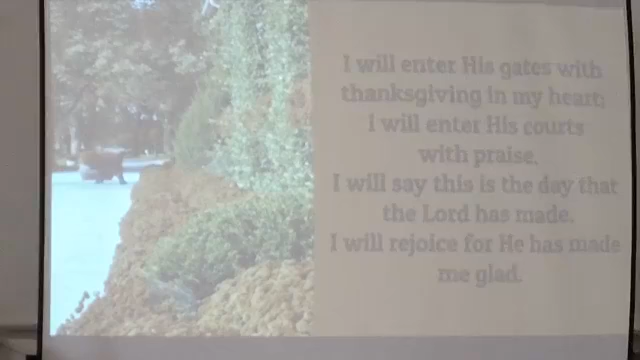 I will enter His gates with
thanksgiving in my heart;
I will enter His courts
with praise.
I will say this is the day that
the Lord has made.
I will rejoice for He has made
me glad.